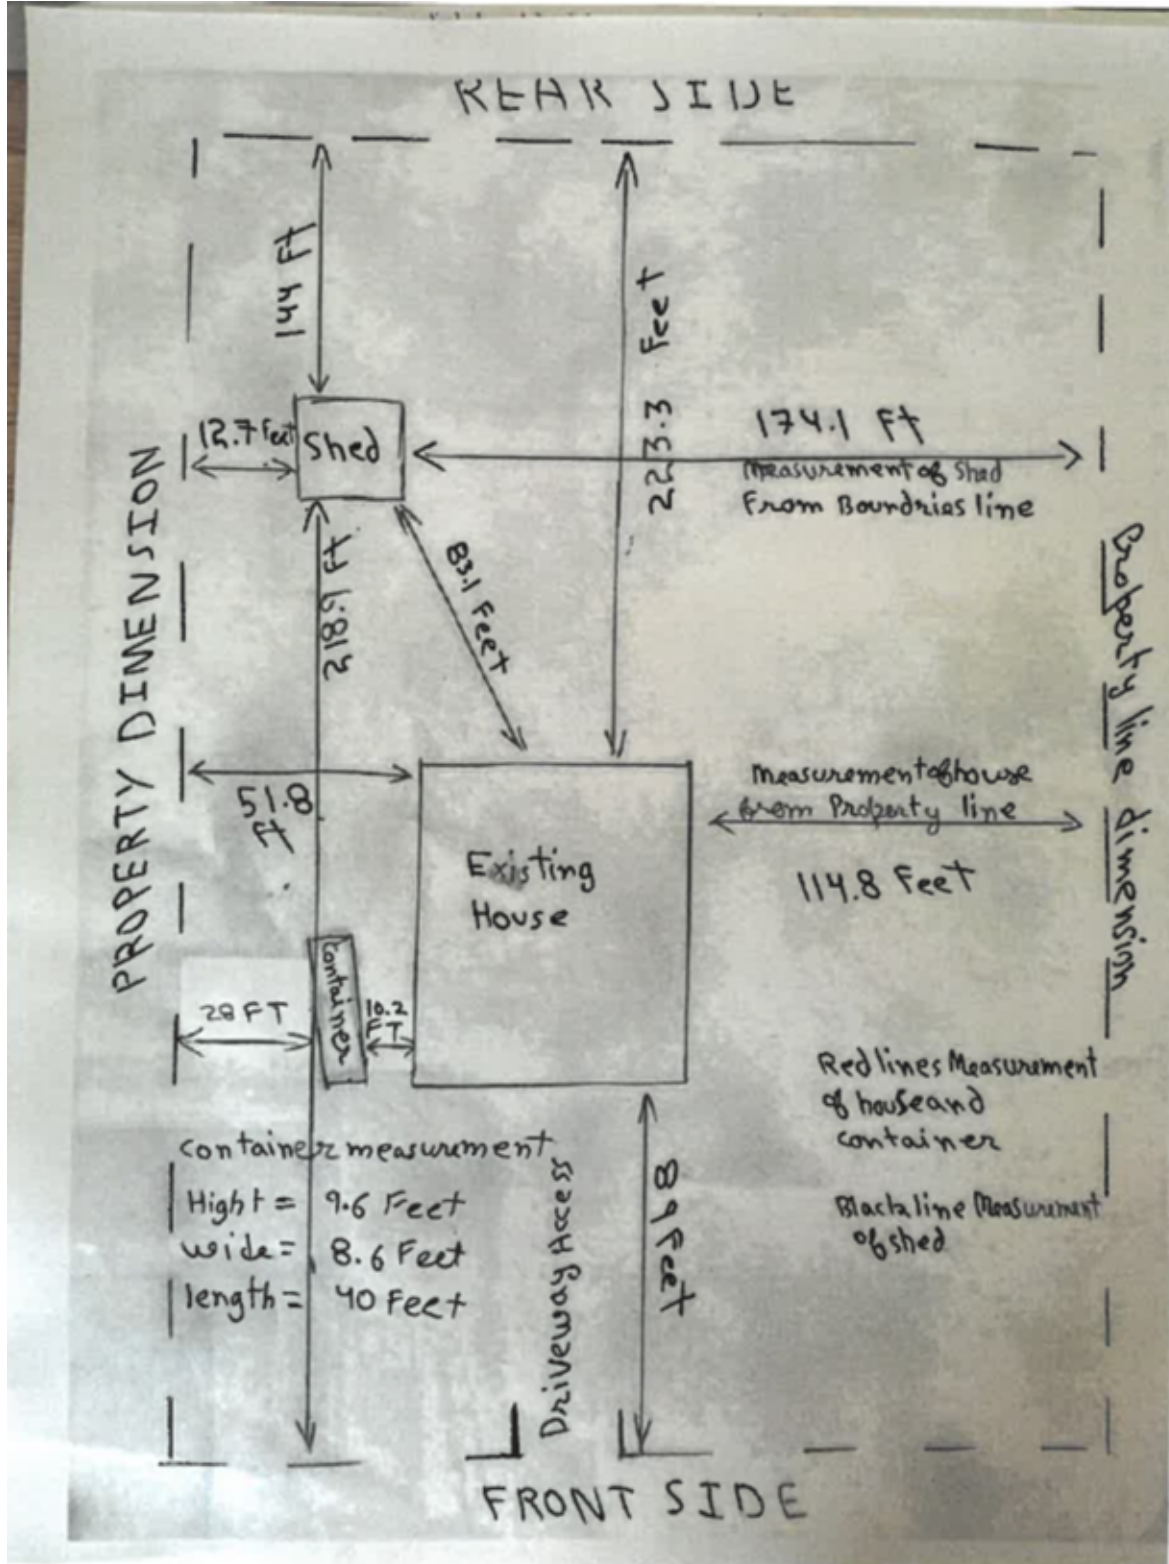 REAR SIDE
144 Ft
223.3 Feet
12.7 Feet
Shed
174.1 Ft
Measurement of Shed
From Boundries line
PROPERTY DIMENSION
Property line dimension
83.1 Feet
51.8
Ft
Measurement of house
from Property line
114.8 Feet
Existing
House
28 FT
Container
10.2
FT
Red lines Measurement
of house and
container
Black line Measurement
of shed
container measurement
Hight = 9.6 Feet
wide = 8.6 Feet
length = 40 Feet
Driveway Access
89 Feet
FRONT SIDE